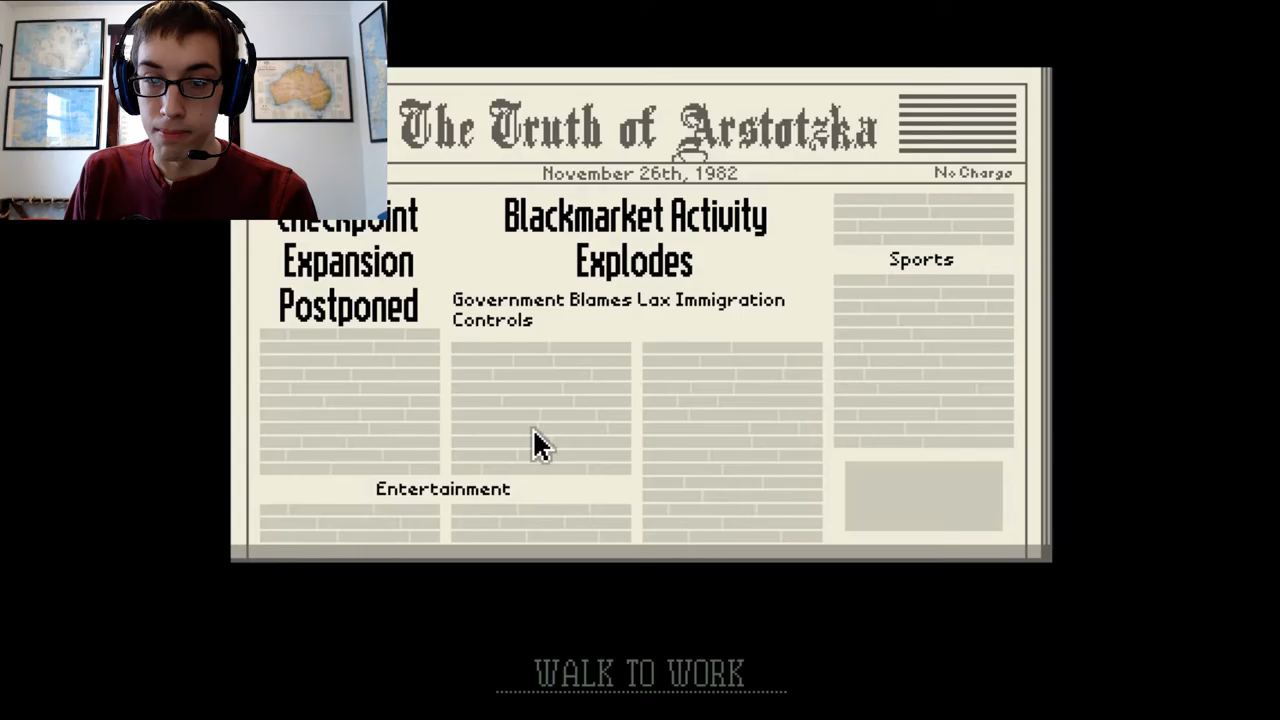 The Truth of Arstotzka
November 26th, 1982
No Charge
Checkpoint
Expansion
Postponed
Blackmarket Activity
Explodes
Government Blames Lax Immigration
Controls
Sports
Entertainment
WALK TO WORK